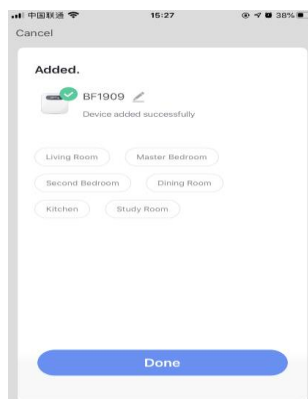 中国联通 15:27 38%
Cancel
Added.
BF1909
Device added successfully
Living Room Master Bedroom
Second Bedroom Dining Room
Kitchen Study Room
Done